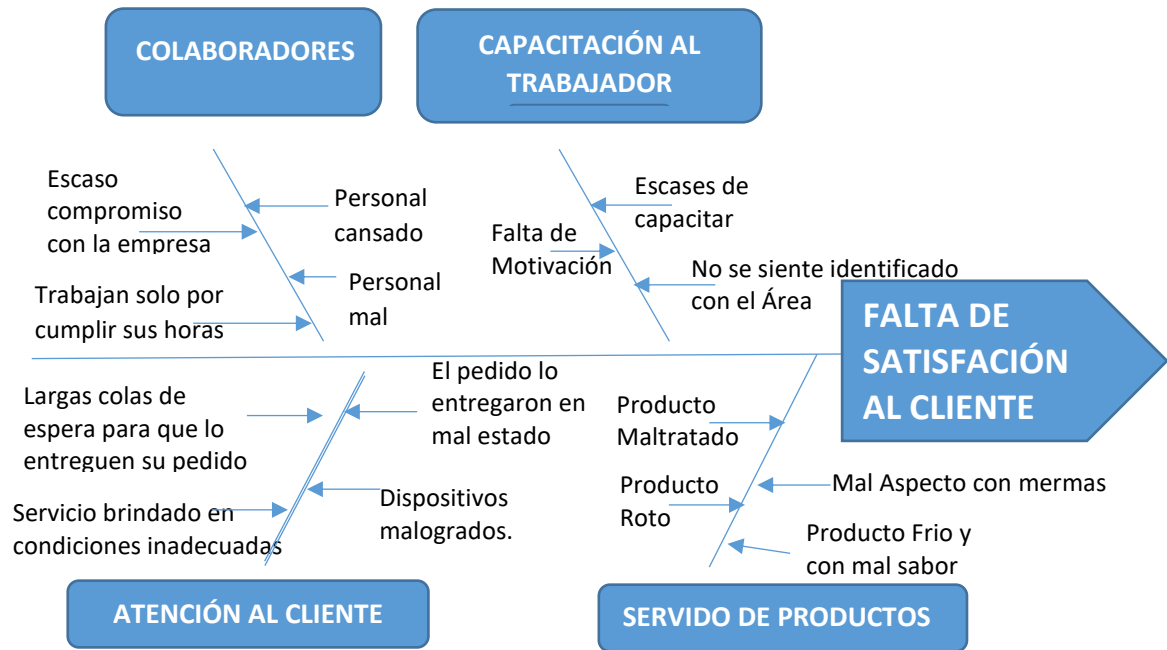 COLABORADORES
CAPACITACIÓN AL
TRABAJADOR
Escaso
compromiso
con la empresa
Personal
cansado
Trabajan solo por
cumplir sus horas
Personal
mal
Escases de
capacitar
Falta de
Motivación
No se siente identificado
con el Área
FALTA DE
SATISFACCIÓN
AL CLIENTE
Largas colas de
espera para que lo
entreguen su pedido
El pedido lo
entregaron en
mal estado
Servicio brindado en
condiciones inadecuadas
Dispositivos
malogrados.
Producto
Maltratado
Producto
Roto
Mal Aspecto con mermas
Producto Frio y
con mal sabor
ATENCIÓN AL CLIENTE
SERVIDO DE PRODUCTOS